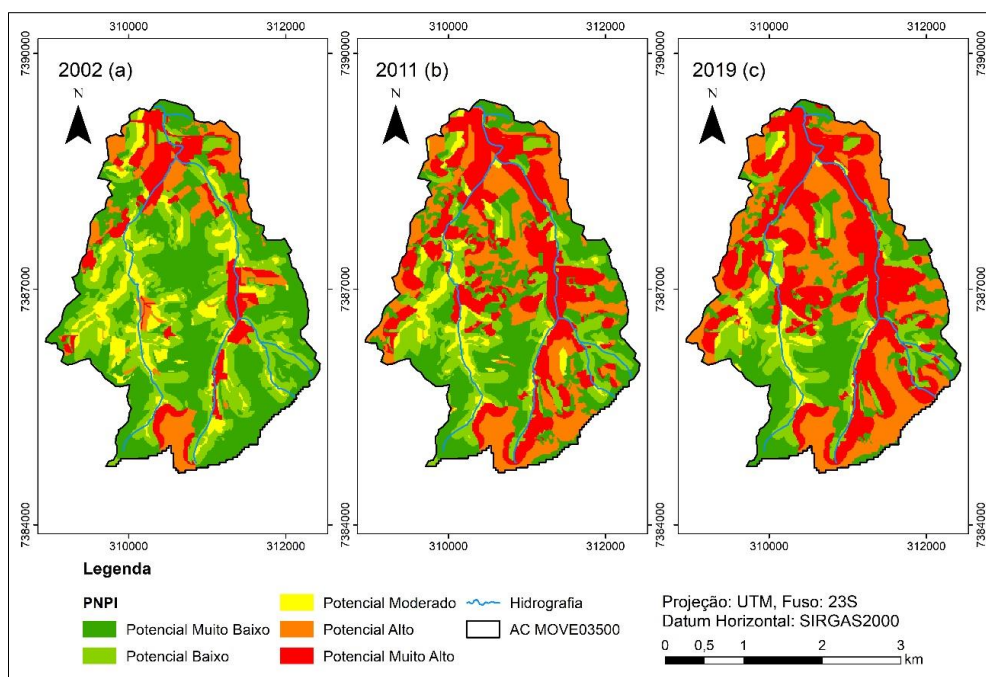 310000 312000 310000 312000 310000 312000
7390000 7390000 7390000 7390000
2002 (a) 2011 (b) 2019 (c)
N N N
7387000 7387000 7387000 7387000
7384000 7384000 7384000 7384000
310000 312000 310000 312000 310000 312000
Legenda
PNPI
Potencial Muito Baixo
Potencial Baixo
Potencial Moderado
Potencial Alto
Potencial Muito Alto
Hidrografia
AC MOVE03500
Projeção: UTM, Fuso: 23S
Datum Horizontal: SIRGAS2000
0 0,5 1 2 3
km